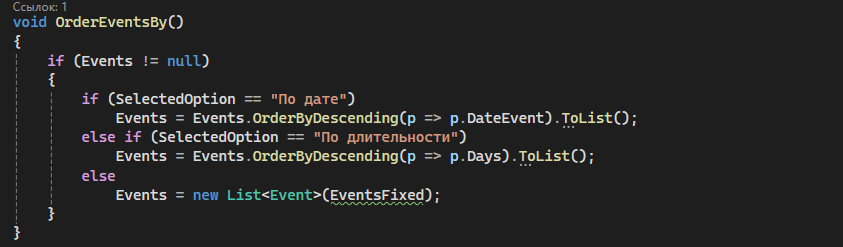 Ссылок: 1
void OrderEventsBy()
{
if (Events != null)
{
if (SelectedOption == "По дате")
Events = Events.OrderByDescending(p => p.DateEvent).ToList();
else if (SelectedOption == "По длительности")
Events = Events.OrderByDescending(p => p.Days).ToList();
else
Events = new List<Event>(EventsFixed);
}
}